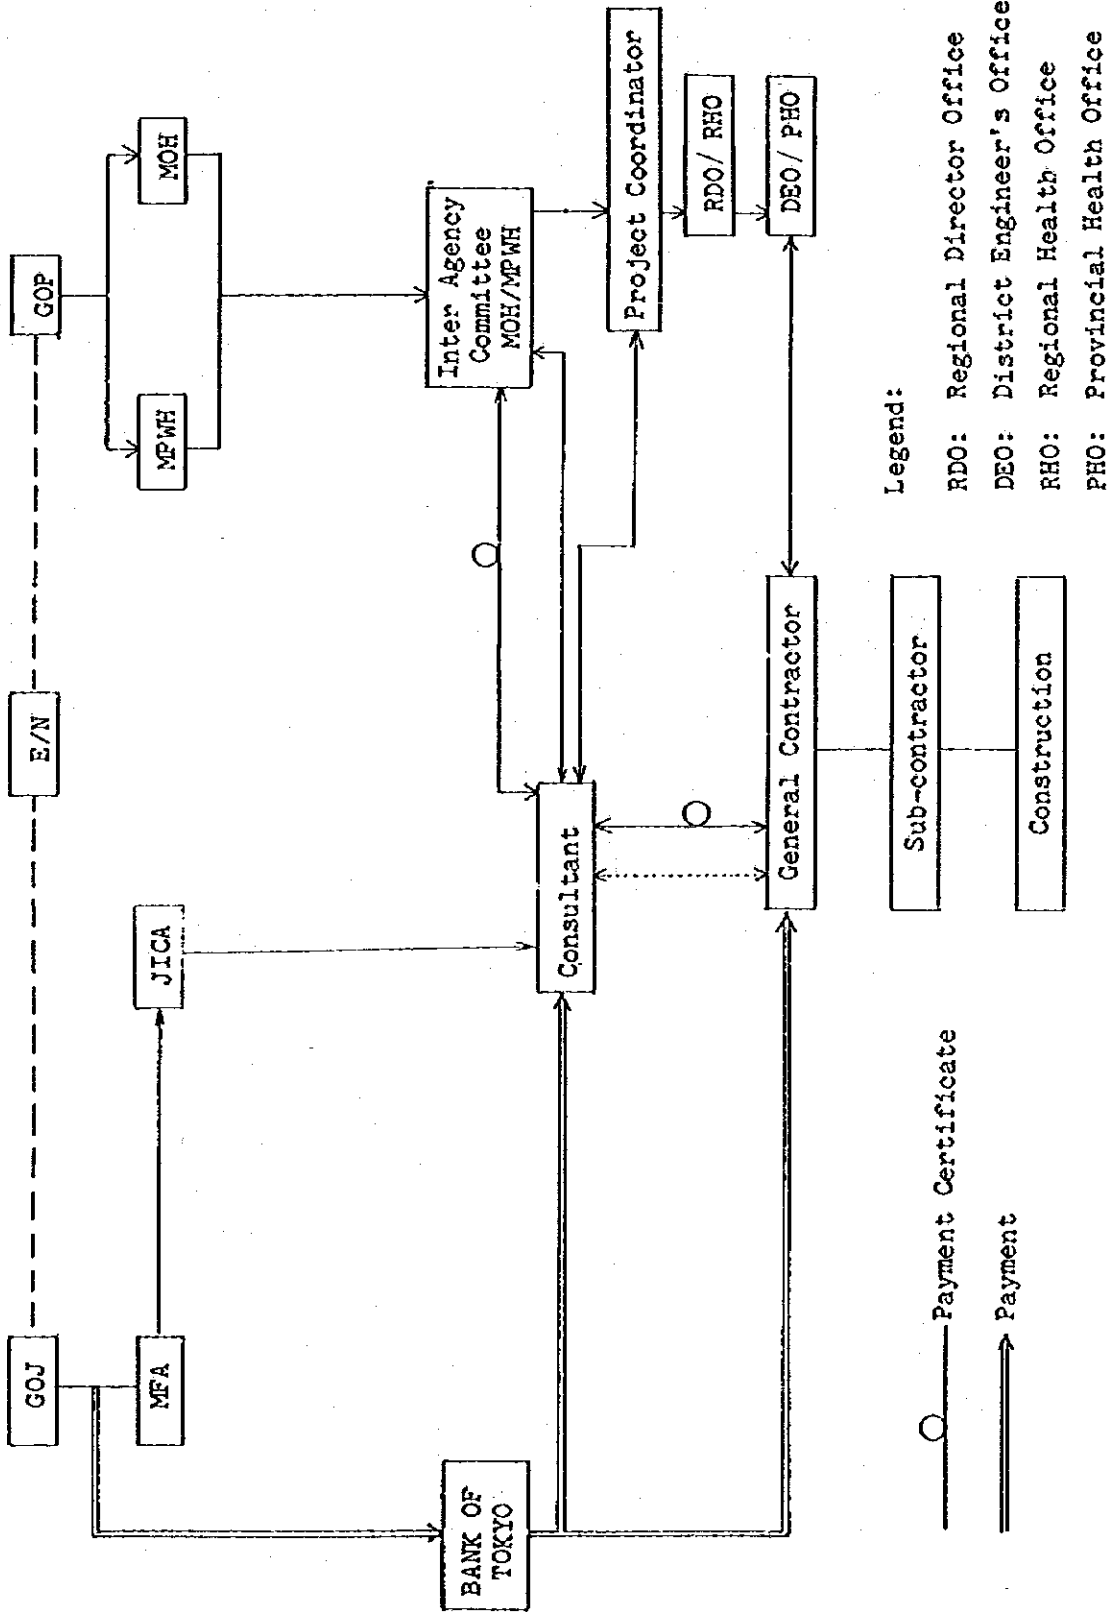 GOJ
E/N
GOP
MFA
JICA
MPWH
MOH
BANK OF
TOKYO
Inter Agency
Committee
MOH/MPWH
Consultant
Project Coordinator
RDO/ RHO
General Contractor
DEO/ PHO
Sub-contractor
Construction
Payment Certificate
Payment
Legend:
RDO: Regional Director Office
DEO: District Engineer's Office
RHO: Regional Health Office
PHO: Provincial Health Office